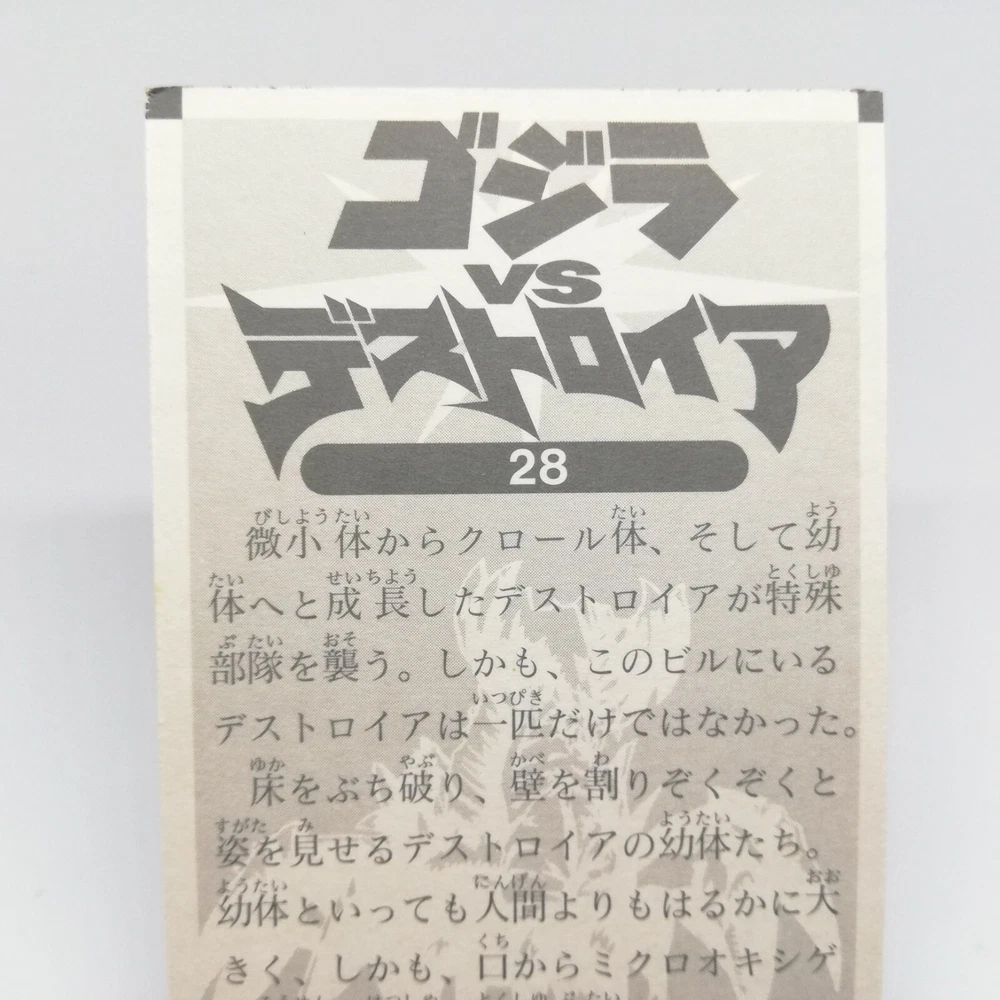 ゴジラ
VS
デストロイア
28
微小体からクロール体、そして幼
体へと成長したデストロイアが特殊
部隊を襲う。しかも、このビルにいる
デストロイアは一匹だけではなかった。
床をぶち破り、壁を割りぞくぞくと
姿を見せるデストロイアの幼体たち。
幼体といっても人間よりもはるかに大
きく、しかも、口からミクロオキシゲ